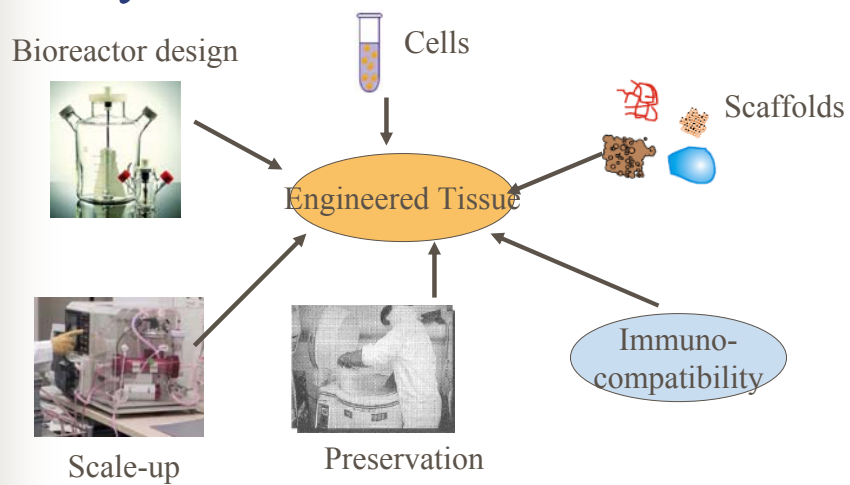 Bioreactor design
Cells
Scaffolds
Engineered Tissue
Immuno-
compatibility
Scale-up
Preservation